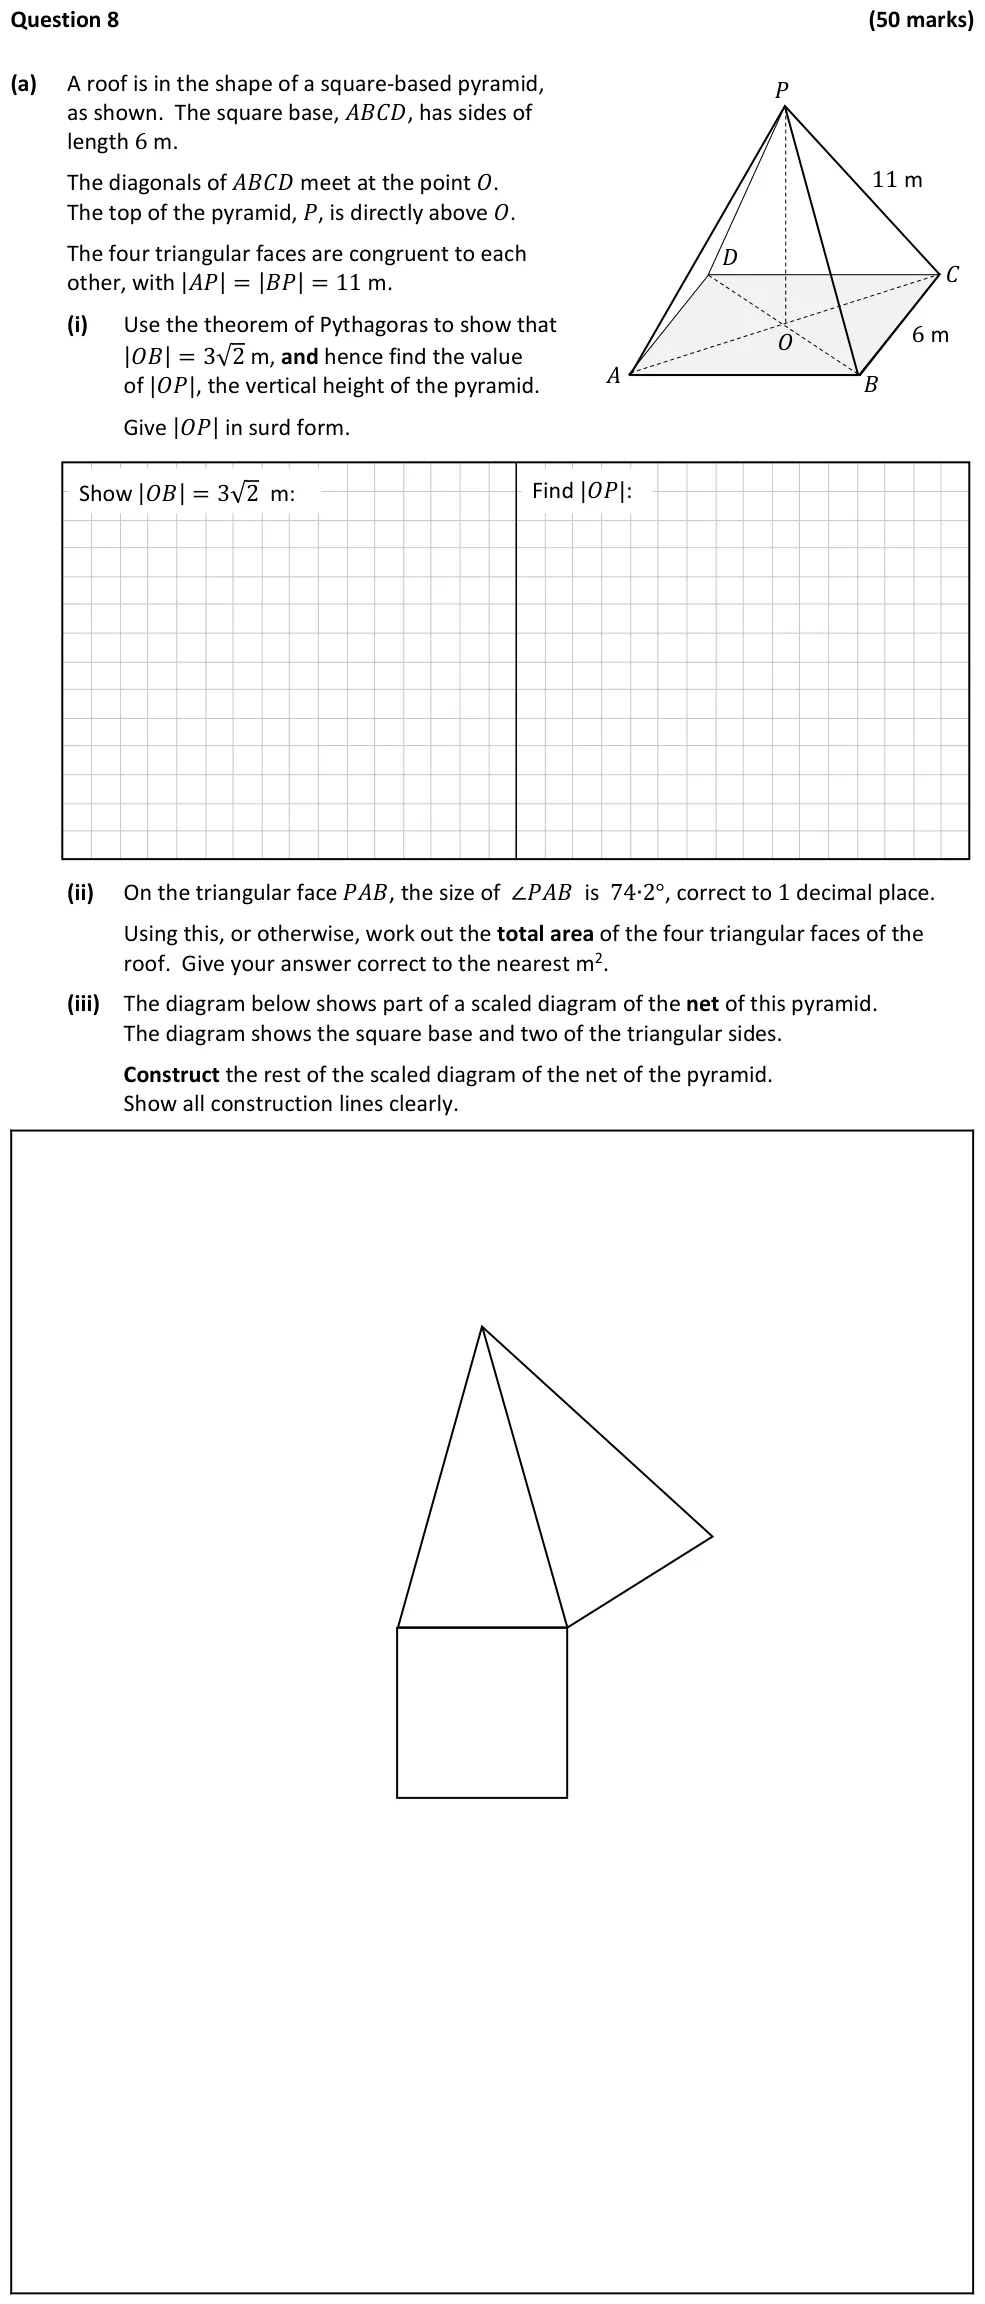 Question 8 (50 marks)
(a) A roof is in the shape of a square-based pyramid,
as shown. The square base, ABCD, has sides of
length 6 m.
The diagonals of ABCD meet at the point O.
The top of the pyramid, P, is directly above O.
The four triangular faces are congruent to each
other, with |AP| = |BP| = 11 m.
(i) Use the theorem of Pythagoras to show that
|OB| = 3√2 m, and hence find the value
of |OP|, the vertical height of the pyramid.
Give |OP| in surd form.
P
11 m
D
C
6 m
O
A
B
Show |OB| = 3√2 m:
Find |OP|:
(ii) On the triangular face PAB, the size of ∠PAB is 74·2°, correct to 1 decimal place.
Using this, or otherwise, work out the total area of the four triangular faces of the
roof. Give your answer correct to the nearest m².
(iii) The diagram below shows part of a scaled diagram of the net of this pyramid.
The diagram shows the square base and two of the triangular sides.
Construct the rest of the scaled diagram of the net of the pyramid.
Show all construction lines clearly.